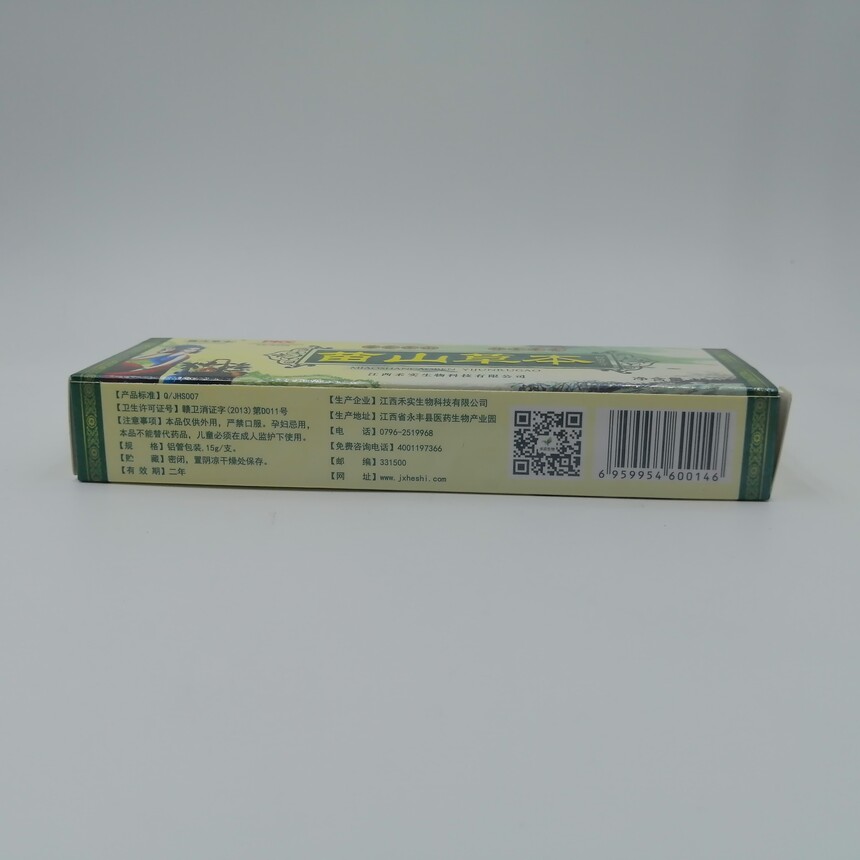 苗山草本
江西禾实生物科技有限公司
【产品标准】Q/JHS007
【卫生许可证号】赣卫消证字(2013)第D011号
【注意事项】本品仅供外用，严禁口服。孕妇忌用，
本品不能替代药品，儿童必须在成人监护下使用。
【规 格】铝管包装.15g/支。
【贮 藏】密闭，置阴凉干燥处保存。
【有 效 期】二年
【生产企业】江西禾实生物科技有限公司
【生产地址】江西省永丰县医药生物产业园
【电 话】0796-2519968
【免费咨询电话】4001197366
【邮 编】331500
【网 址】www.jxheshi.com
6 959954 600146